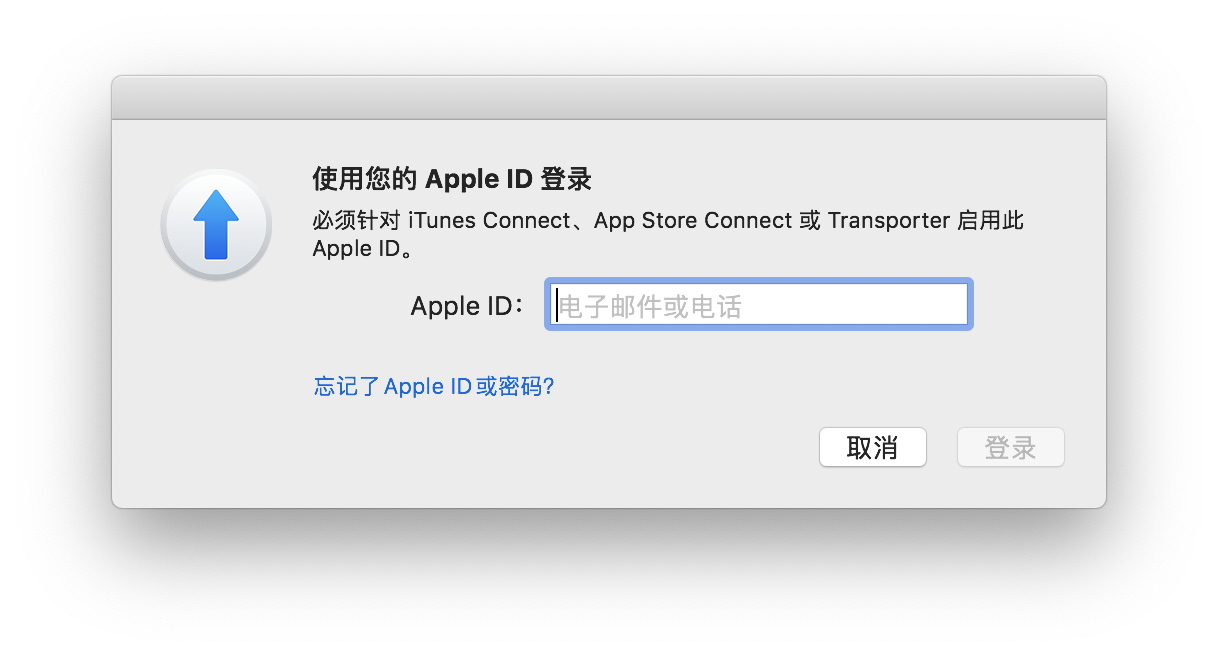 使用您的 Apple ID 登录
必须针对 iTunes Connect、App Store Connect 或 Transporter 启用此
Apple ID。
Apple ID：
电子邮件或电话
忘记了 Apple ID 或密码？
取消
登录